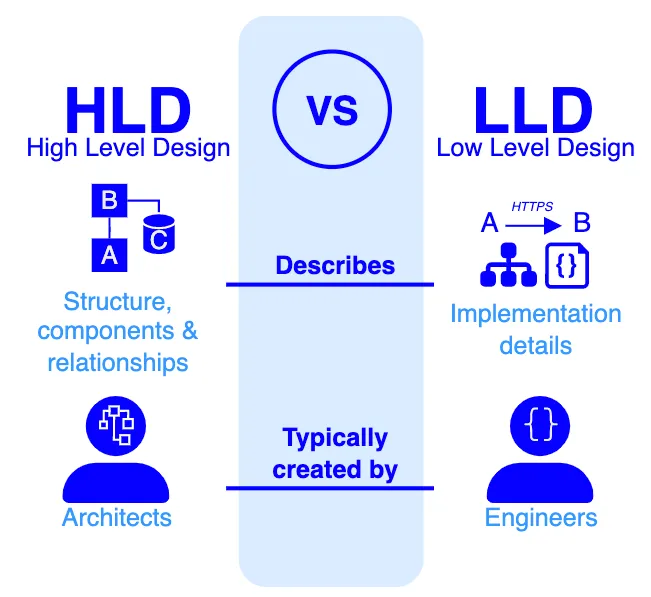 HLD
High Level Design
VS
LLD
Low Level Design
B
C
A
HTTPS
A
B
{}
Describes
Structure,
components &
relationships
Implementation
details
{}
Typically
created by
Architects
Engineers